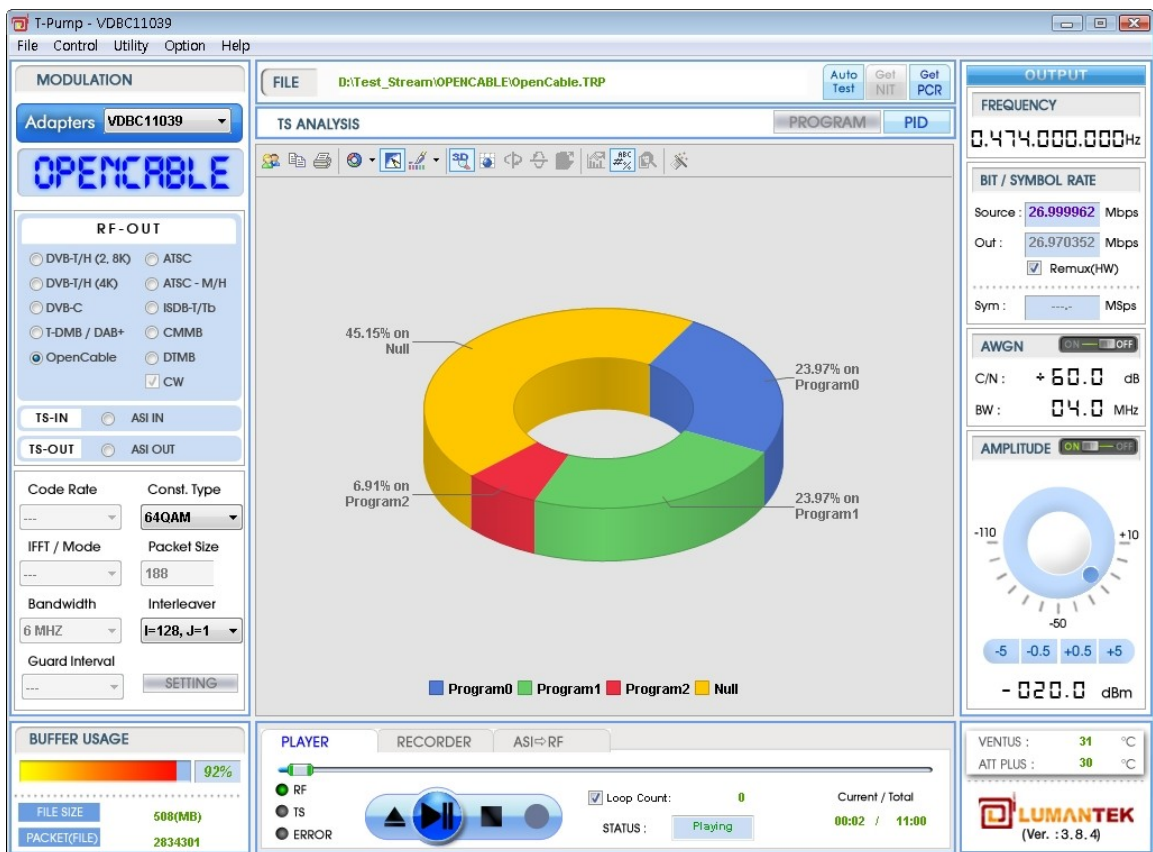 T-Pump - VDBC11039
File Control Utility Option Help
MODULATION
Adapters VDBC11039
OPENCABLE
RF-OUT
DVB-T/H (2, 8K) ATSC
DVB-T/H (4K) ATSC - M/H
DVB-C ISDB-T/Tb
T-DMB / DAB+ CMMB
OpenCable DTMB
CW
TS-IN ASI IN
TS-OUT ASI OUT
Code Rate Const. Type
--- 64QAM
IFFT / Mode Packet Size
--- 188
Bandwidth Interleaver
6 MHZ I=128, J=1
Guard Interval
--- SETTING
BUFFER USAGE
92%
FILE SIZE 508(MB)
PACKET(FILE) 2834301
FILE D:\Test_Stream\OPENCABLE\OpenCable.TRP
Auto Test Get NIT Get PCR
TS ANALYSIS PROGRAM PID
3D ABC #%
45.15% on
Null
23.97% on
Program0
6.91% on
Program2
23.97% on
Program1
Program0 Program1 Program2 Null
PLAYER RECORDER ASI⇨RF
RF
TS
ERROR
Loop Count: 0
STATUS : Playing
Current / Total
00:02 / 11:00
OUTPUT
FREQUENCY
0.474.000.000Hz
BIT / SYMBOL RATE
Source : 26.999962 Mbps
Out : 26.970352 Mbps
Remux(HW)
Sym : ----.- MSps
AWGN ON OFF
C/N : +60.0 dB
BW : 04.0 MHz
AMPLITUDE ON OFF
-110 +10
-50
-5 -0.5 +0.5 +5
-020.0 dBm
VENTUS : 31 °C
ATT PLUS : 30 °C
LUMANTEK
(Ver. : 3.8.4)